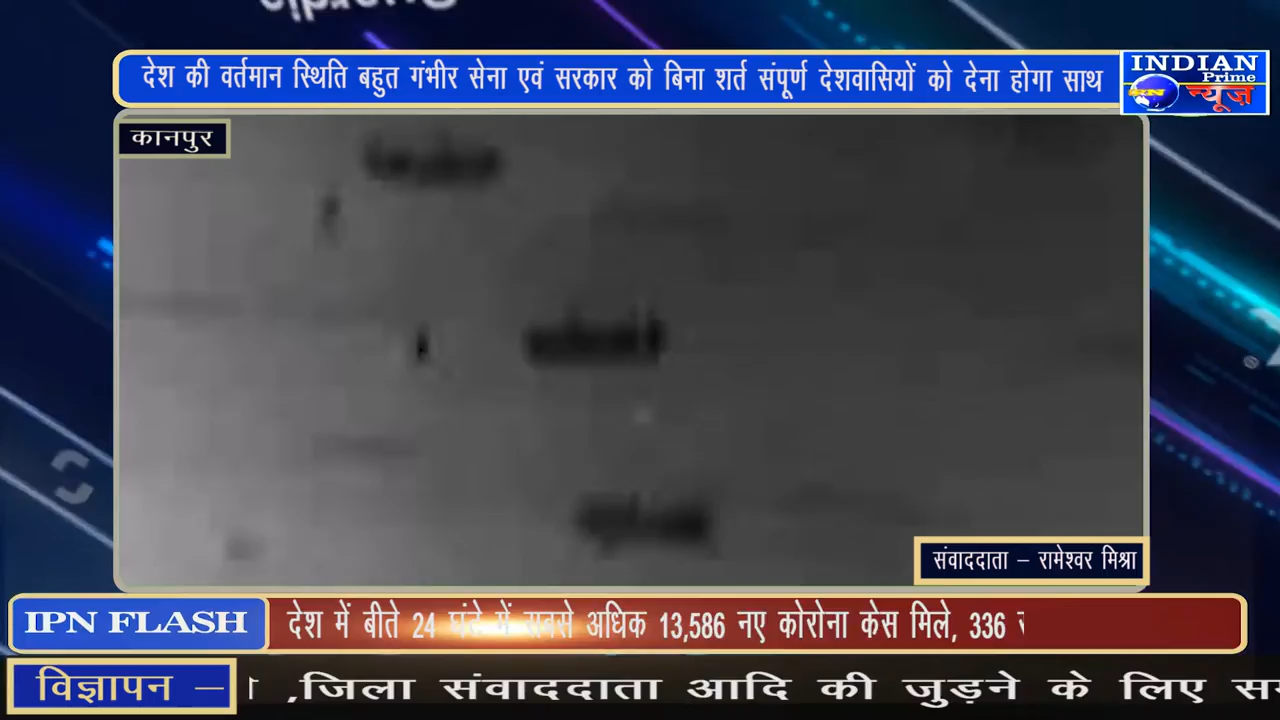 देश की वर्तमान स्थिति बहुत गंभीर सेना एवं सरकार को बिना शर्त संपूर्ण देशवासियों को देना होगा साथ
INDIAN
Prime
न्यूज़
कानपुर
संवाददाता – रामेश्वर मिश्रा
IPN FLASH
देश में बीते 24 घंटे में सबसे अधिक 13,586 नए कोरोना केस मिले, 336
विज्ञापन –
,जिला संवाददाता आदि की जुड़ने के लिए